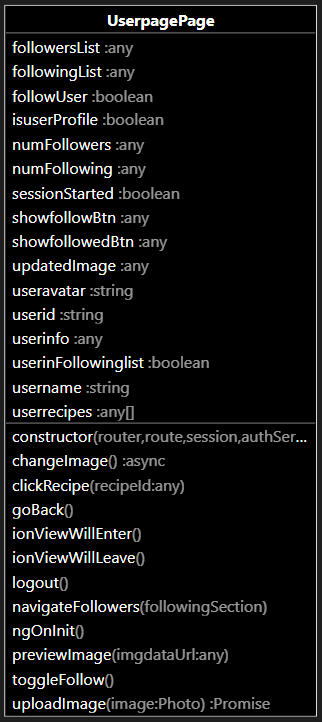 UserpagePage
followersList :any
followingList :any
followUser :boolean
isuserProfile :boolean
numFollowers :any
numFollowing :any
sessionStarted :boolean
showfollowBtn :any
showfollowedBtn :any
updatedImage :any
useravatar :string
userid :string
userinfo :any
userinFollowinglist :boolean
username :string
userrecipes :any[]
constructor(router,route,session,authSer...
changeImage() :async
clickRecipe(recipeId:any)
goBack()
ionViewWillEnter()
ionViewWillLeave()
logout()
navigateFollowers(followingSection)
ngOnInit()
previewImage(imgdataUrl:any)
toggleFollow()
uploadImage(image:Photo) :Promise